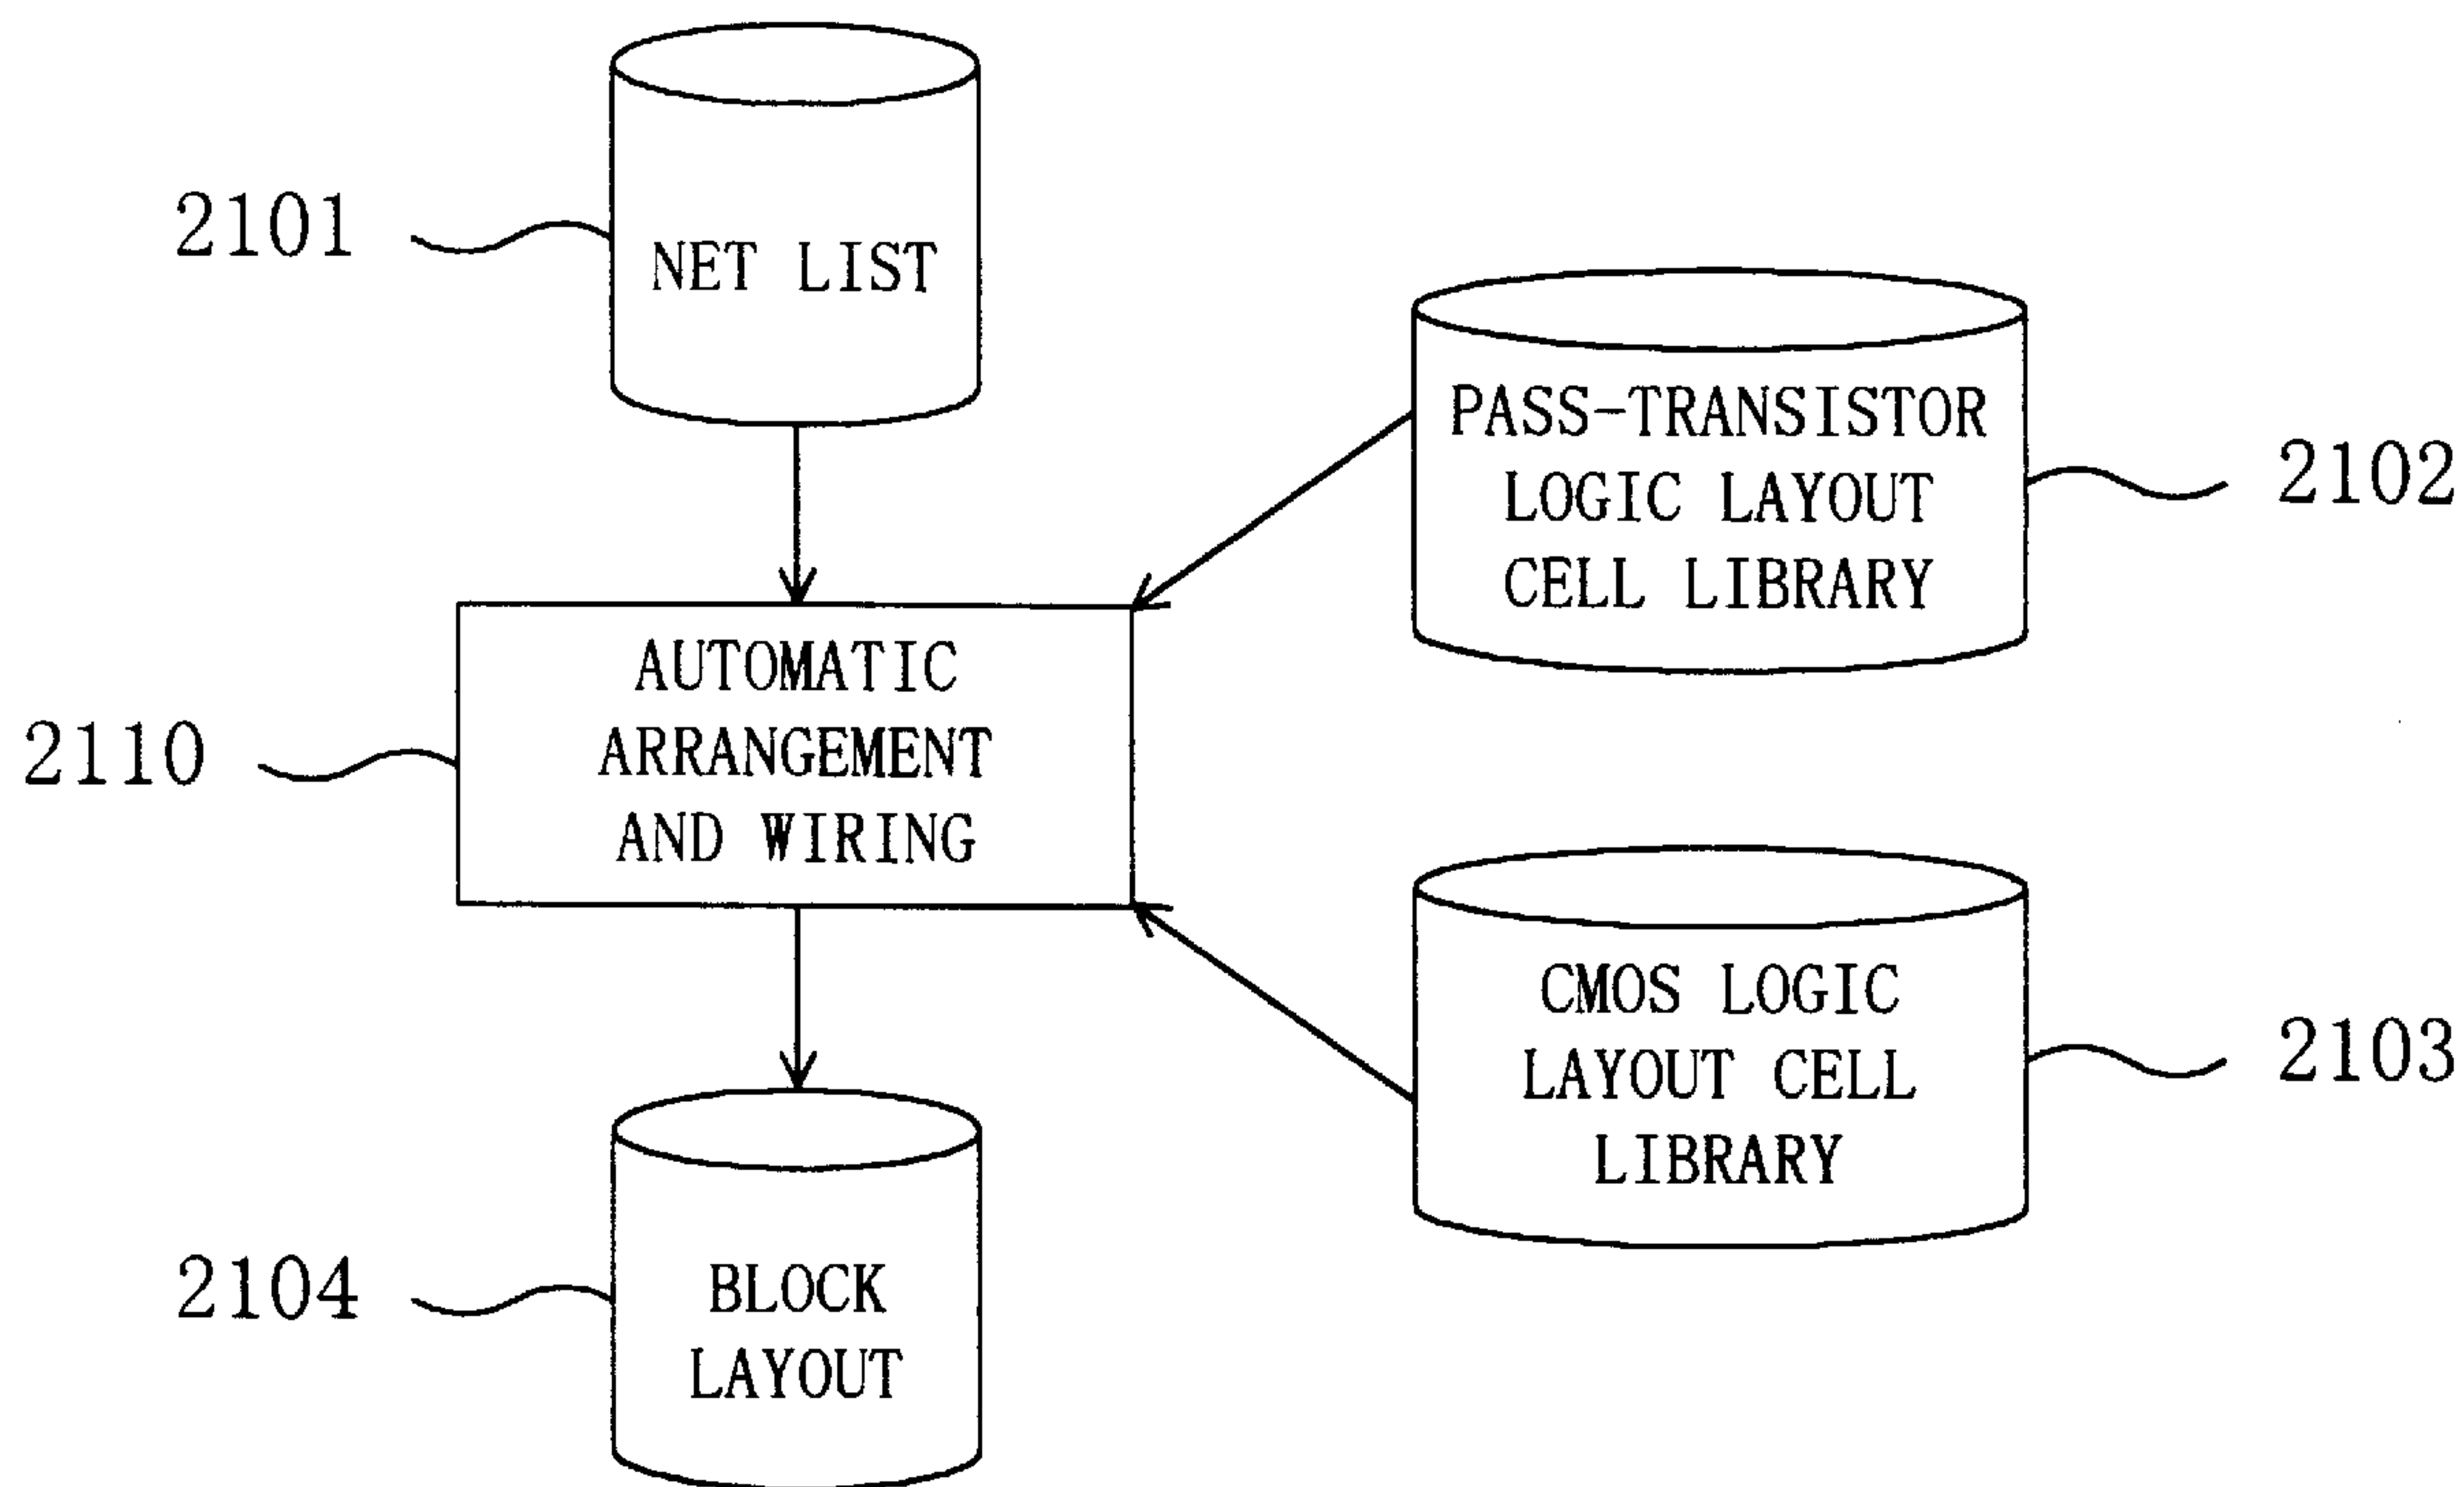 2101
NET LIST
PASS-TRANSISTOR
LOGIC LAYOUT
CELL LIBRARY
2102
2110
AUTOMATIC
ARRANGEMENT
AND WIRING
CMOS LOGIC
LAYOUT CELL
LIBRARY
2103
2104
BLOCK
LAYOUT